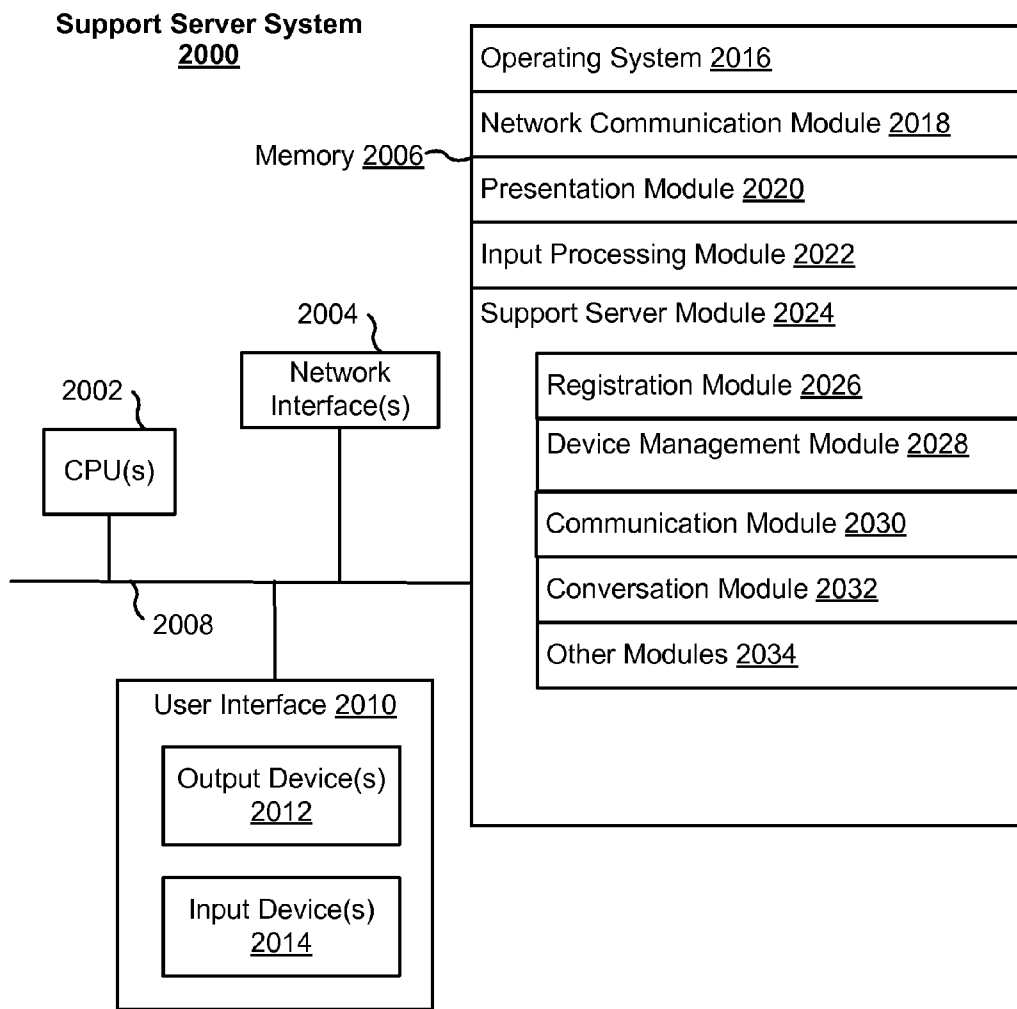 Support Server System
2000
Operating System 2016
Network Communication Module 2018
Memory 2006
Presentation Module 2020
Input Processing Module 2022
Support Server Module 2024
2004
Network
Interface(s)
Registration Module 2026
2002
CPU(s)
Device Management Module 2028
Communication Module 2030
Conversation Module 2032
2008
Other Modules 2034
User Interface 2010
Output Device(s)
2012
Input Device(s)
2014